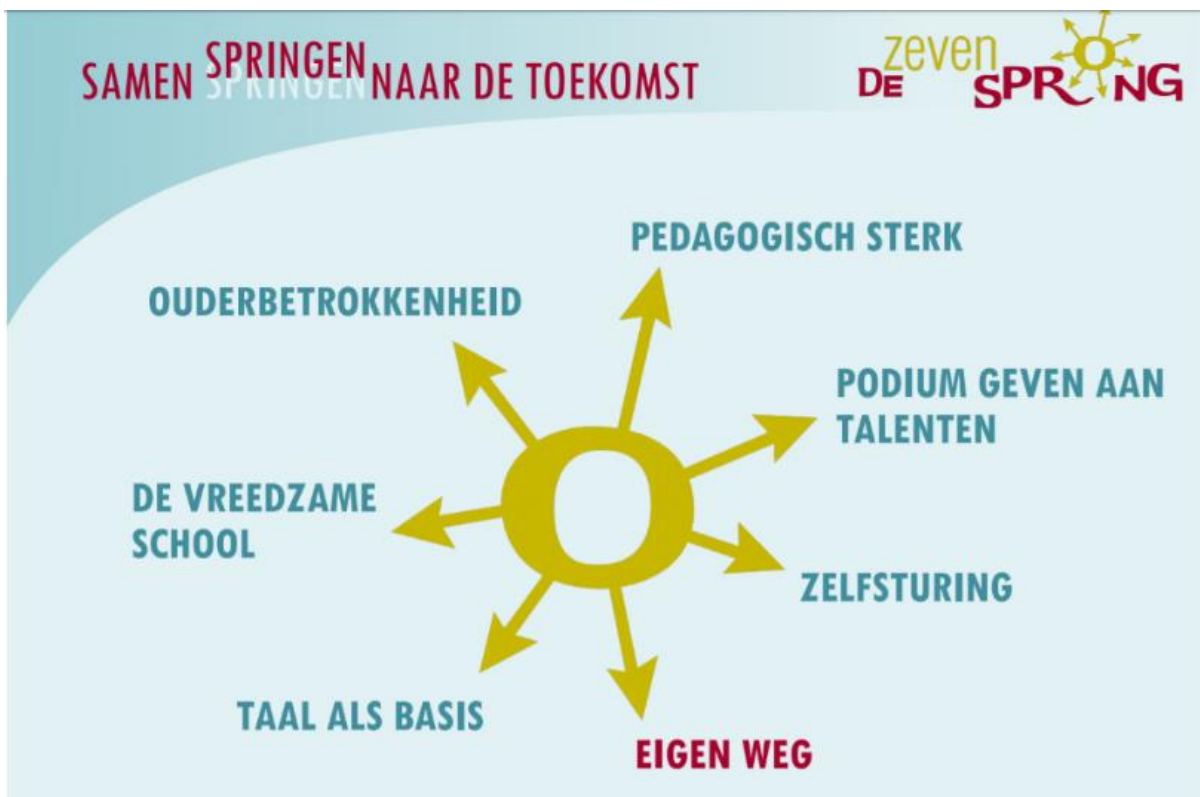 SAMEN SPRINGEN NAAR DE TOEKOMST
DE zeven SPRONG
PEDAGOGISCH STERK
OUDERBETROKKENHEID
PODIUM GEVEN AAN
TALENTEN
DE VREEDZAME
SCHOOL
ZELFSTURING
TAAL ALS BASIS
EIGEN WEG